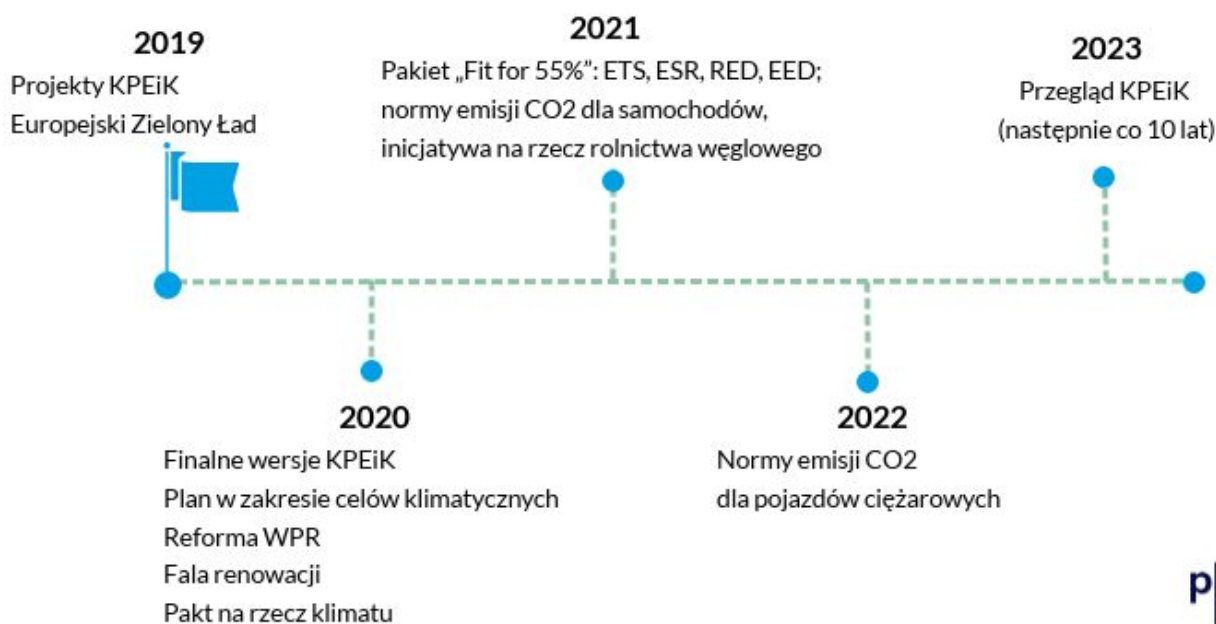 2019
Projekty KPEiK
Europejski Zielony Ład
2021
Pakiet „Fit for 55%”: ETS, ESR, RED, EED;
normy emisji CO2 dla samochodów,
inicjatywa na rzecz rolnictwa węglowego
2023
Przegląd KPEiK
(następnie co 10 lat)
2020
Finalne wersje KPEiK
Plan w zakresie celów klimatycznych
Reforma WPR
Fala renowacji
Pakt na rzecz klimatu
2022
Normy emisji CO2
dla pojazdów ciężarowych